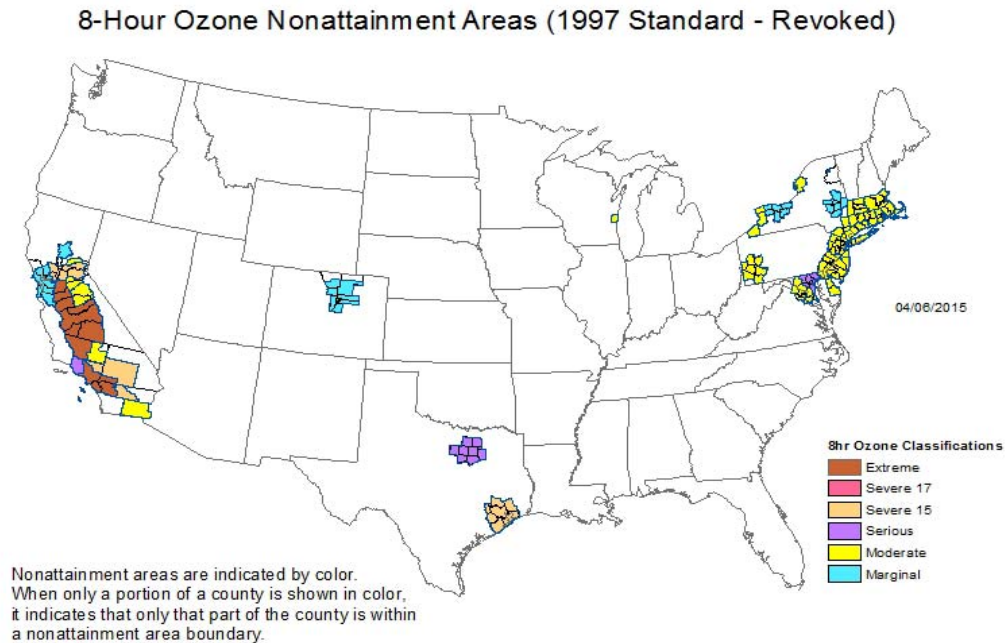 8-Hour Ozone Nonattainment Areas (1997 Standard - Revoked)
04/06/2015
8hr Ozone Classifications
Extreme
Severe 17
Severe 15
Serious
Moderate
Marginal
Nonattainment areas are indicated by color.
When only a portion of a county is shown in color,
it indicates that only that part of the county is within
a nonattainment area boundary.